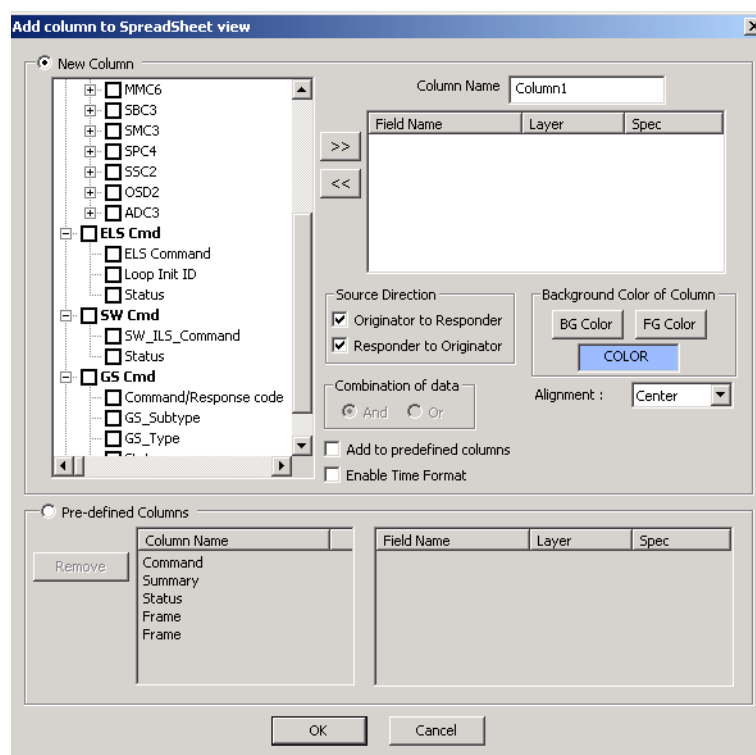 Add column to SpreadSheet view
New Column
MMC6
SBC3
SMC3
SPC4
SSC2
OSD2
ADC3
ELS Cmd
ELS Command
Loop Init ID
Status
SW Cmd
SW_ILS_Command
Status
GS Cmd
Command/Response code
GS_Subtype
GS_Type
Column Name Column1
Field Name Layer Spec
>>
<<
Source Direction
Originator to Responder
Responder to Originator
Background Color of Column
BG Color FG Color
COLOR
Combination of data
And Or
Alignment : Center
Add to predefined columns
Enable Time Format
Pre-defined Columns
Remove
Column Name
Command
Summary
Status
Frame
Frame
Field Name Layer Spec
OK Cancel